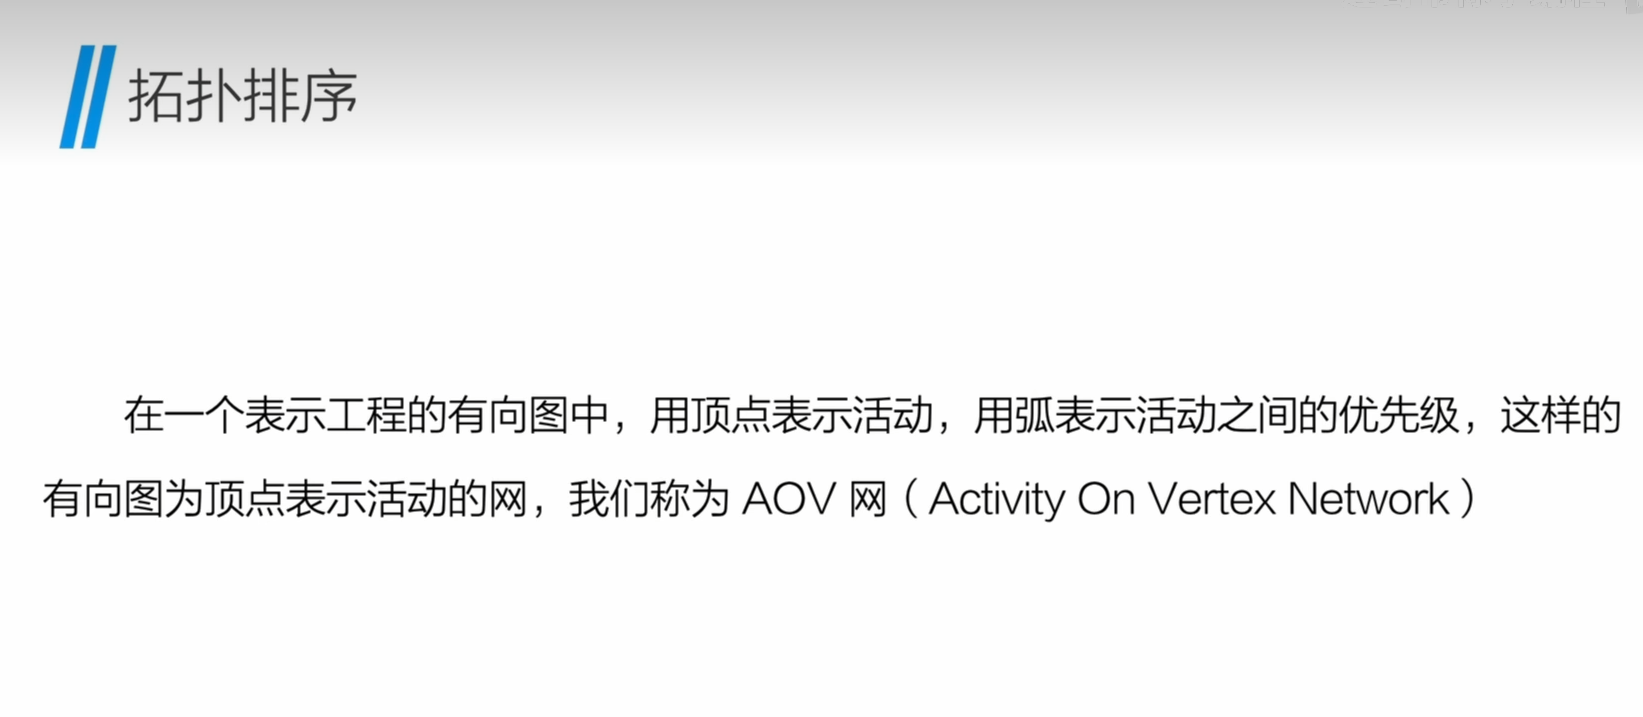 拓扑排序
在一个表示工程的有向图中，用顶点表示活动，用弧表示活动之间的优先级，这样的
有向图为顶点表示活动的网，我们称为 AOV 网（Activity On Vertex Network）